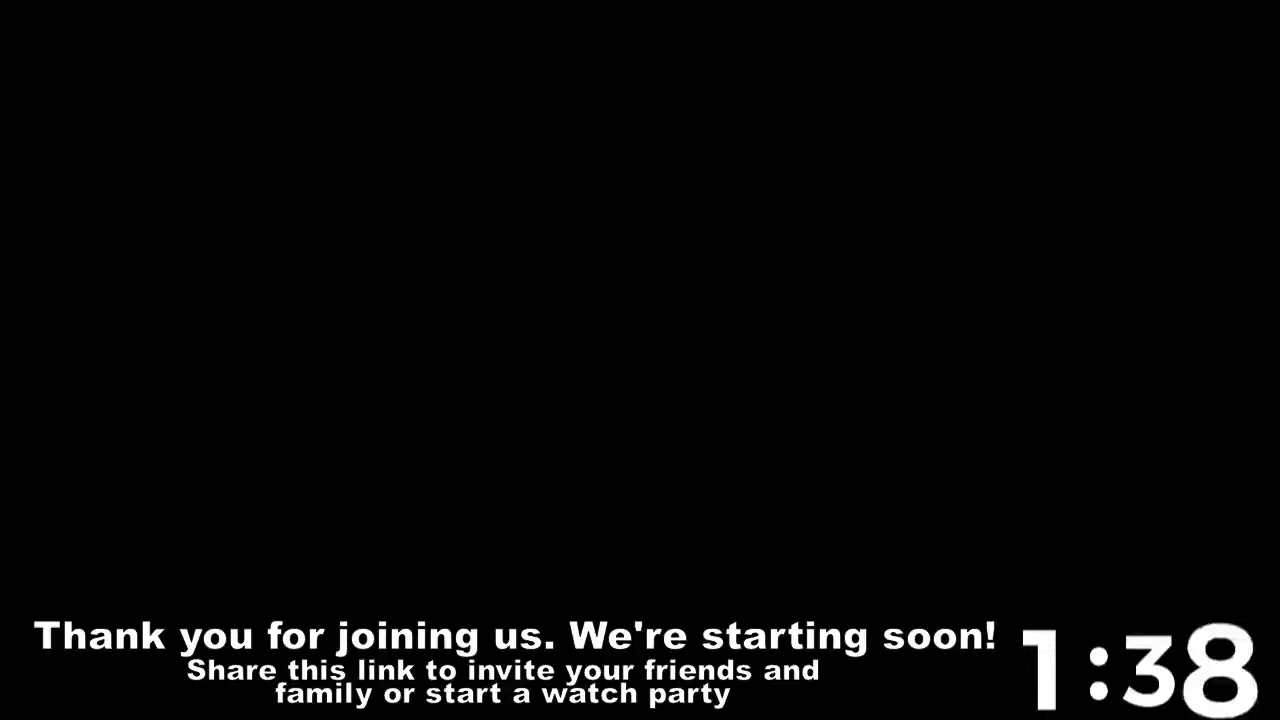 Thank you for joining us. We're starting soon!
Share this link to invite your friends and
family or start a watch party
1:38